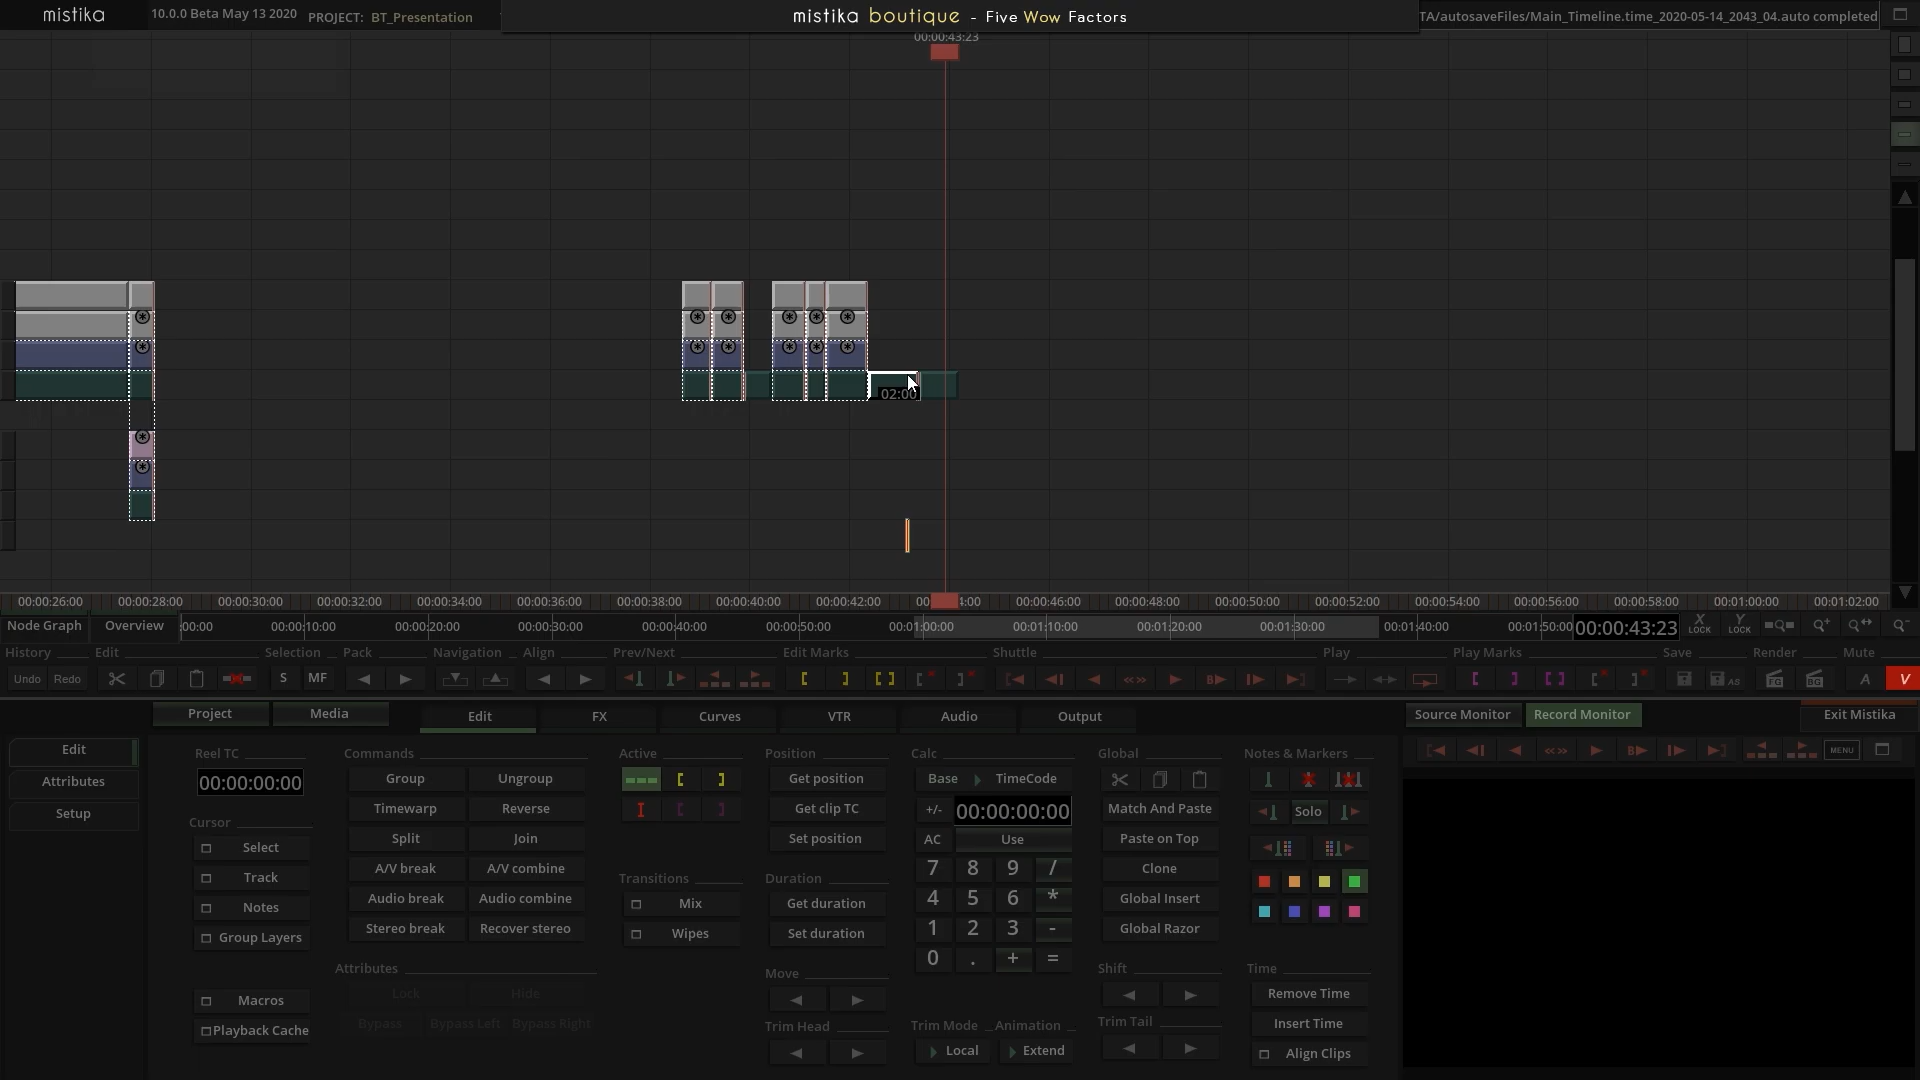 mistika
10.0.0 Beta May 13 2020 PROJECT: BT_Presentation
mistika boutique - Five Wow Factors
TA/autosaveFiles/Main_Timeline.time_2020-05-14_2043_04.auto completed
00:00:43:23
02:00
00:00:26:00 00:00:28:00 00:00:30:00 00:00:32:00 00:00:34:00 00:00:36:00 00:00:38:00 00:00:40:00 00:00:42:00 00: 4:00 00:00:46:00 00:00:48:00 00:00:50:00 00:00:52:00 00:00:54:00 00:00:56:00 00:00:58:00 00:01:00:00 00:01:02:00
Node Graph Overview :00:00 00:00:10:00 00:00:20:00 00:00:30:00 00:00:40:00 00:00:50:00 00:01:00:00 00:01:10:00 00:01:20:00 00:01:30:00 00:01:40:00 00:01:50:00 00:00:43:23 X LOCK Y LOCK
History Edit Selection Pack Navigation Align Prev/Next Edit Marks Shuttle Play Play Marks Save Render Mute
Undo Redo S MF AS FG BG A V
Project Media Edit FX Curves VTR Audio Output Source Monitor Record Monitor Exit Mistika
Edit
Attributes
Setup
Reel TC
00:00:00:00
Cursor
Select
Track
Notes
Group Layers
Macros
Playback Cache
Commands
Group Ungroup
Timewarp Reverse
Split Join
A/V break A/V combine
Audio break Audio combine
Stereo break Recover stereo
Attributes
Lock Hide
Bypass Bypass Left Bypass Right
Active
Transitions
Mix
Wipes
Position
Get position
Get clip TC
Set position
Duration
Get duration
Set duration
Move
Trim Head
Calc
Base TimeCode
+/- 00:00:00:00
AC Use
7 8 9 /
4 5 6 *
1 2 3 -
0 . + =
Trim Mode Animation
Local Extend
Global
Match And Paste
Paste on Top
Clone
Global Insert
Global Razor
Shift
Trim Tail
Notes & Markers
Solo
Time
Remove Time
Insert Time
Align Clips
MENU